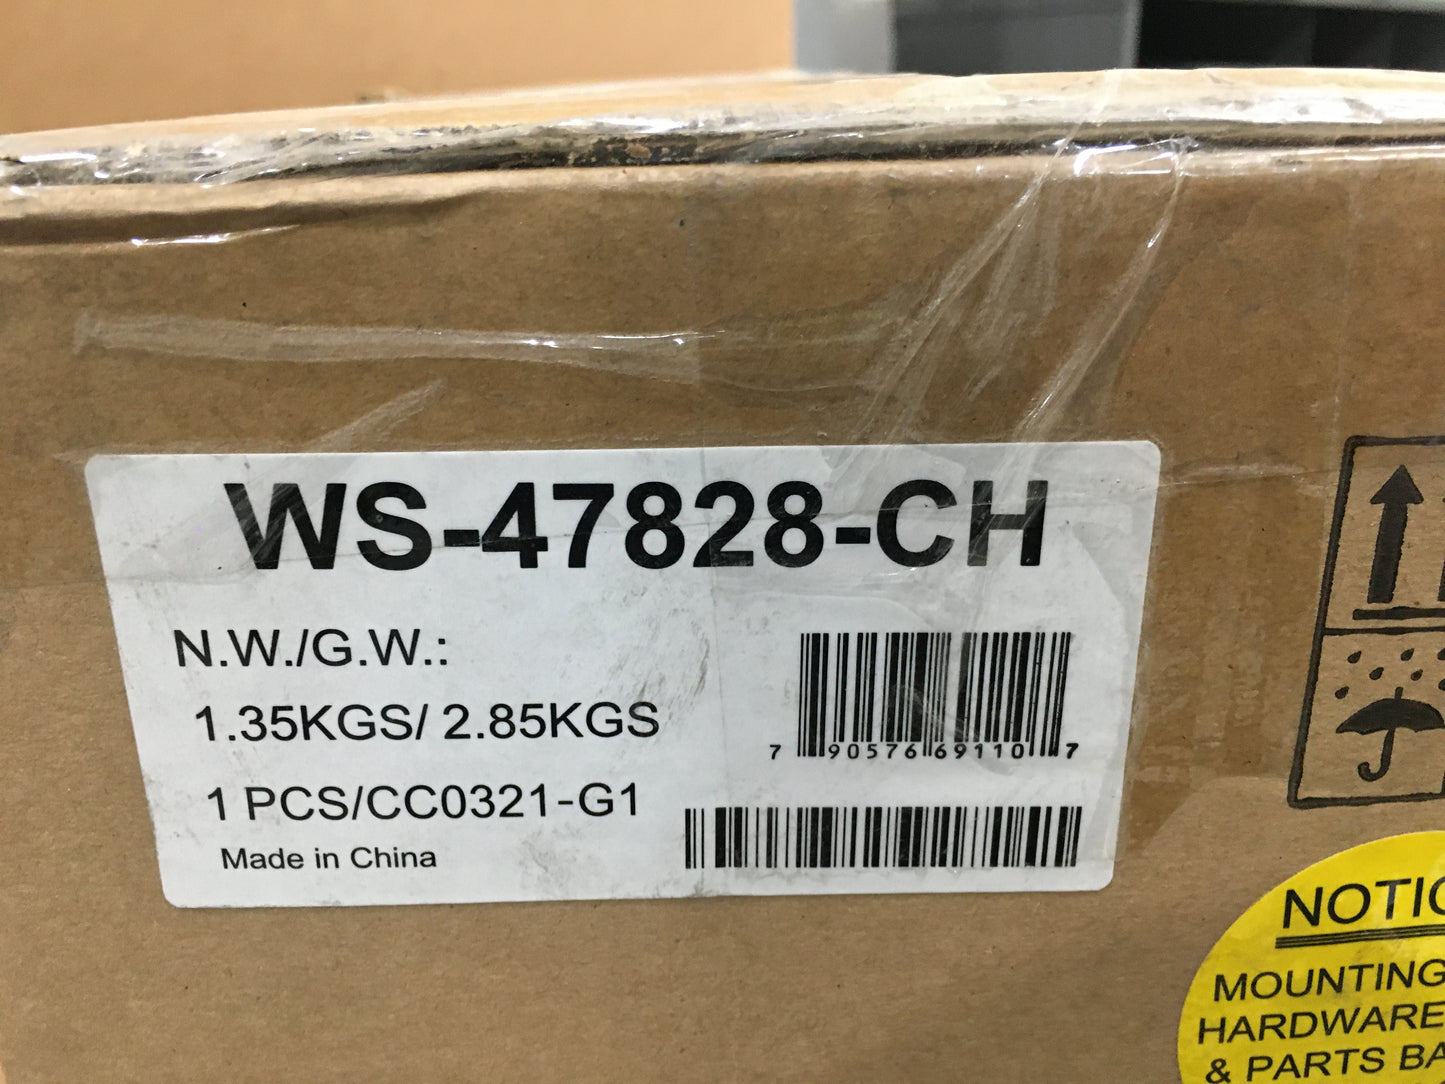 WS-47828-CH
N.W./G.W.:
1.35KGS/ 2.85KGS
7 90576 69110 7
1 PCS/CC0321-G1
Made in China
NOTIC
MOUNTING
HARDWARE
& PARTS BA